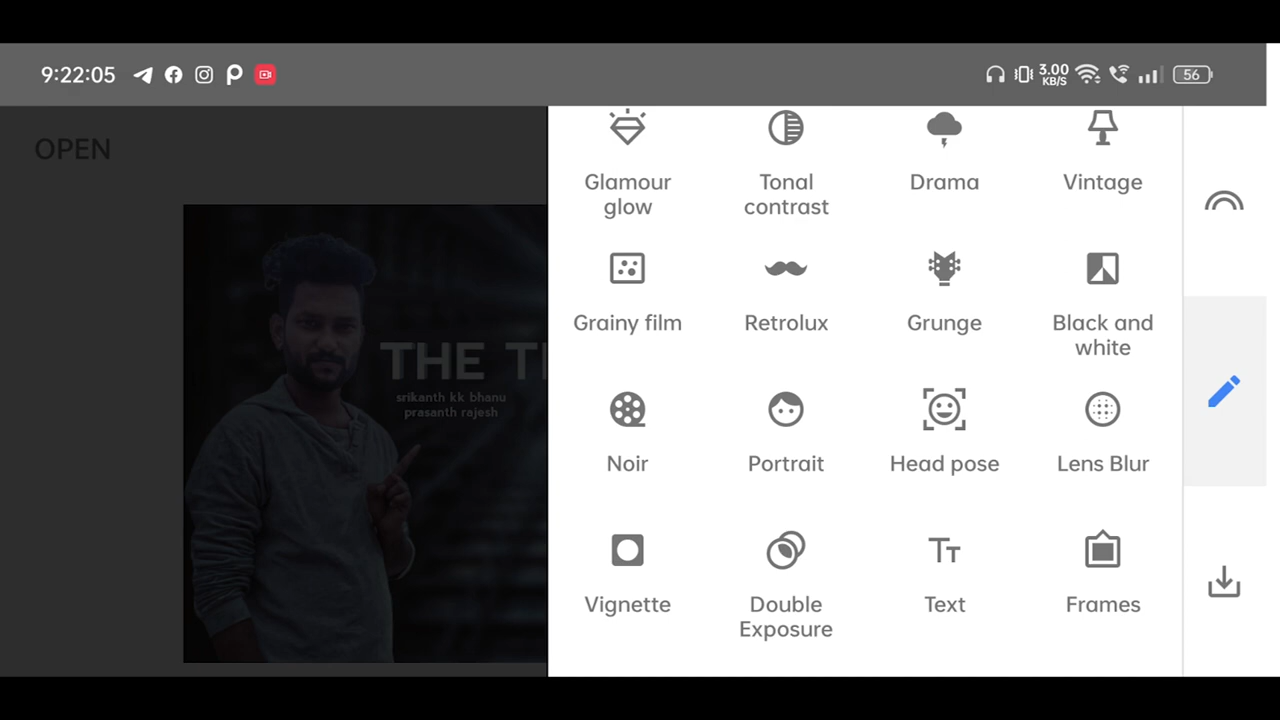 9:22:05
3.00
KB/S
56
OPEN
Glamour
glow
Tonal
contrast
Drama
Vintage
Grainy film
Retrolux
Grunge
Black and
white
THE T
srikanth kk bhanu
prasanth rajesh
Noir
Portrait
Head pose
Lens Blur
Vignette
Double
Exposure
Text
Frames